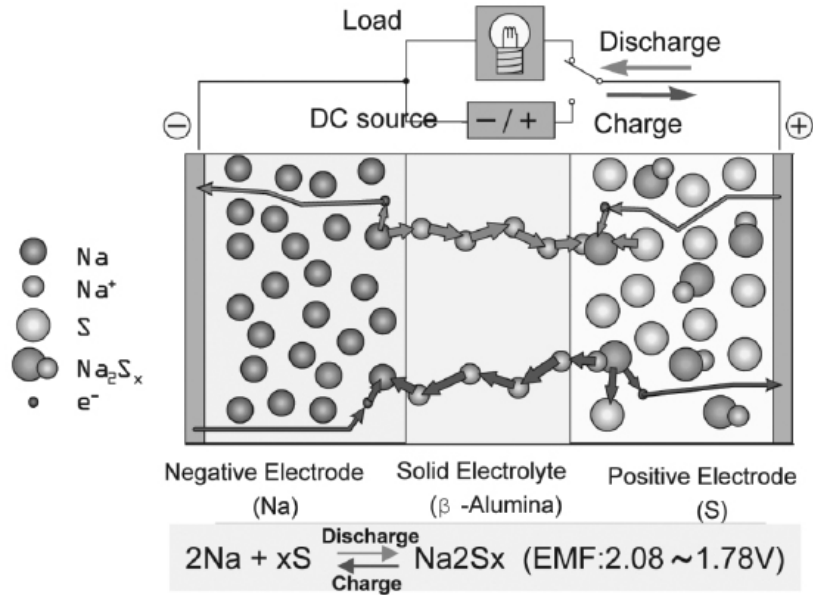 Load
Discharge
DC source
− / +
Charge
−
+
Na
Na⁺
S
Na₂Sₓ
e⁻
Negative Electrode
(Na)
Solid Electrolyte
(β -Alumina)
Positive Electrode
(S)
Discharge
2Na + xS Na2Sx (EMF:2.08 ~1.78V)
Charge